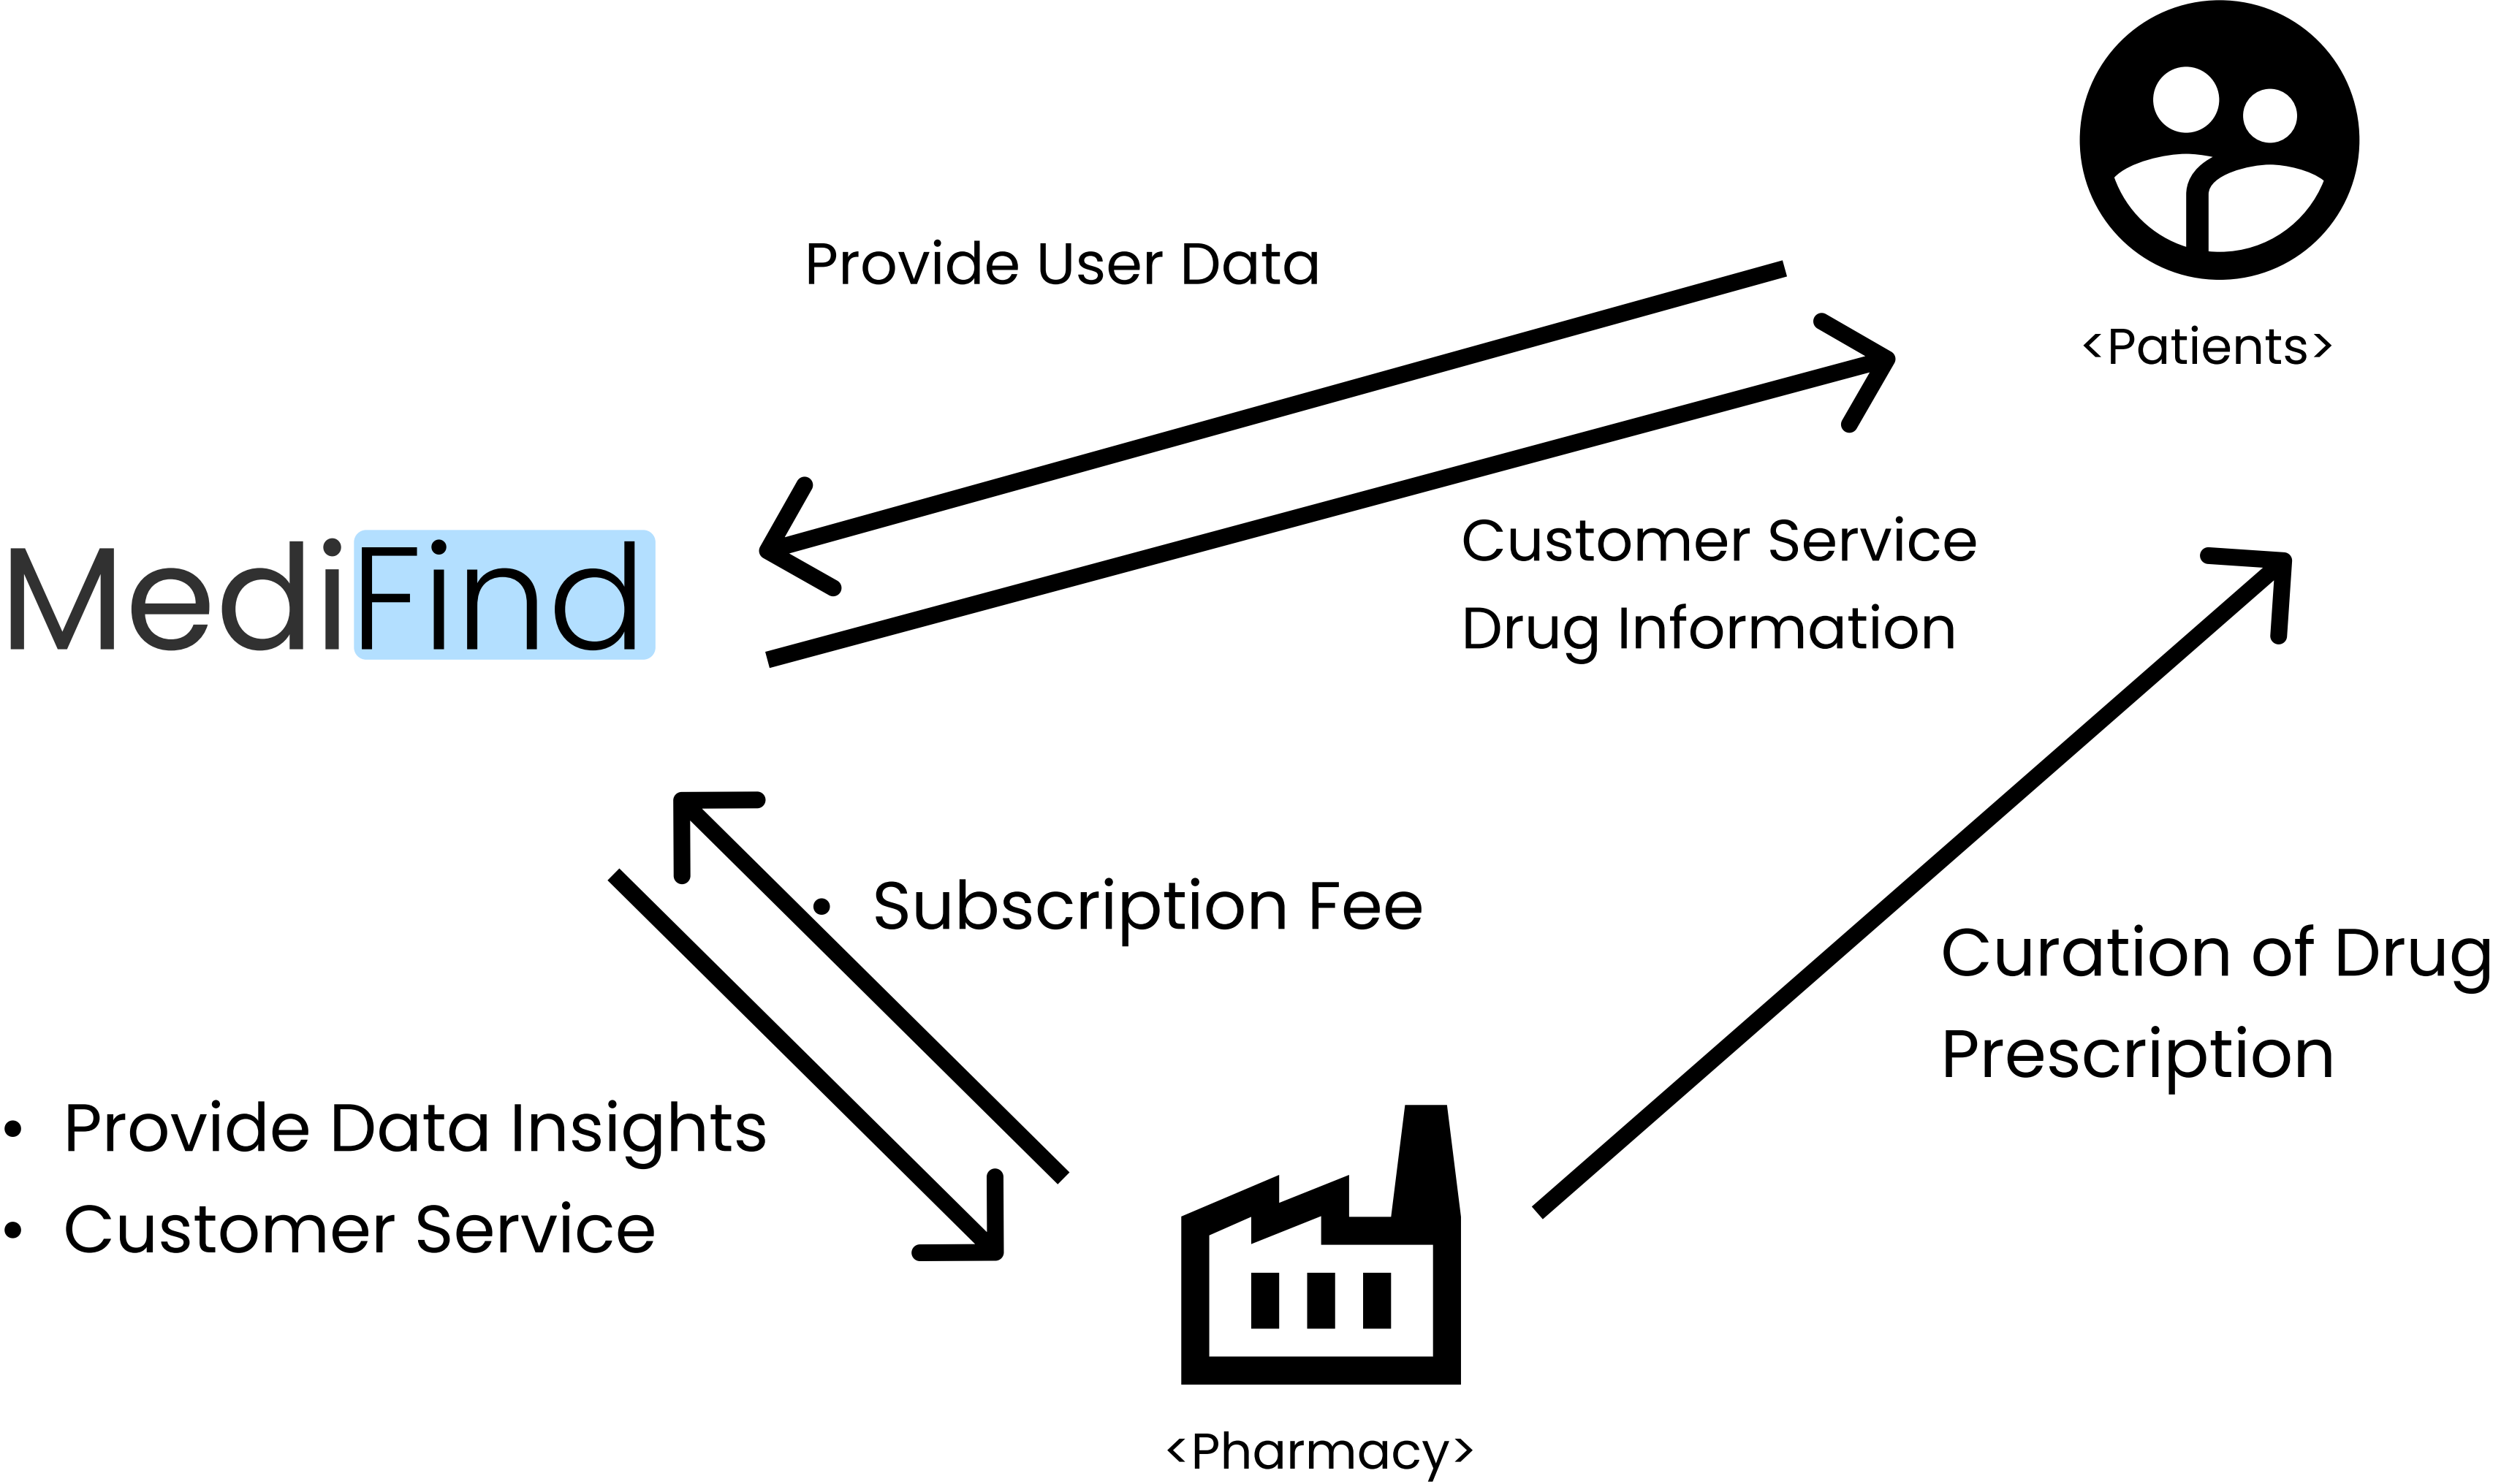 Provide User Data
<Patients>
MediFind
Customer Service
Drug Information
• Subscription Fee
Curation of Drug
Prescription
• Provide Data Insights
• Customer Service
<Pharmacy>